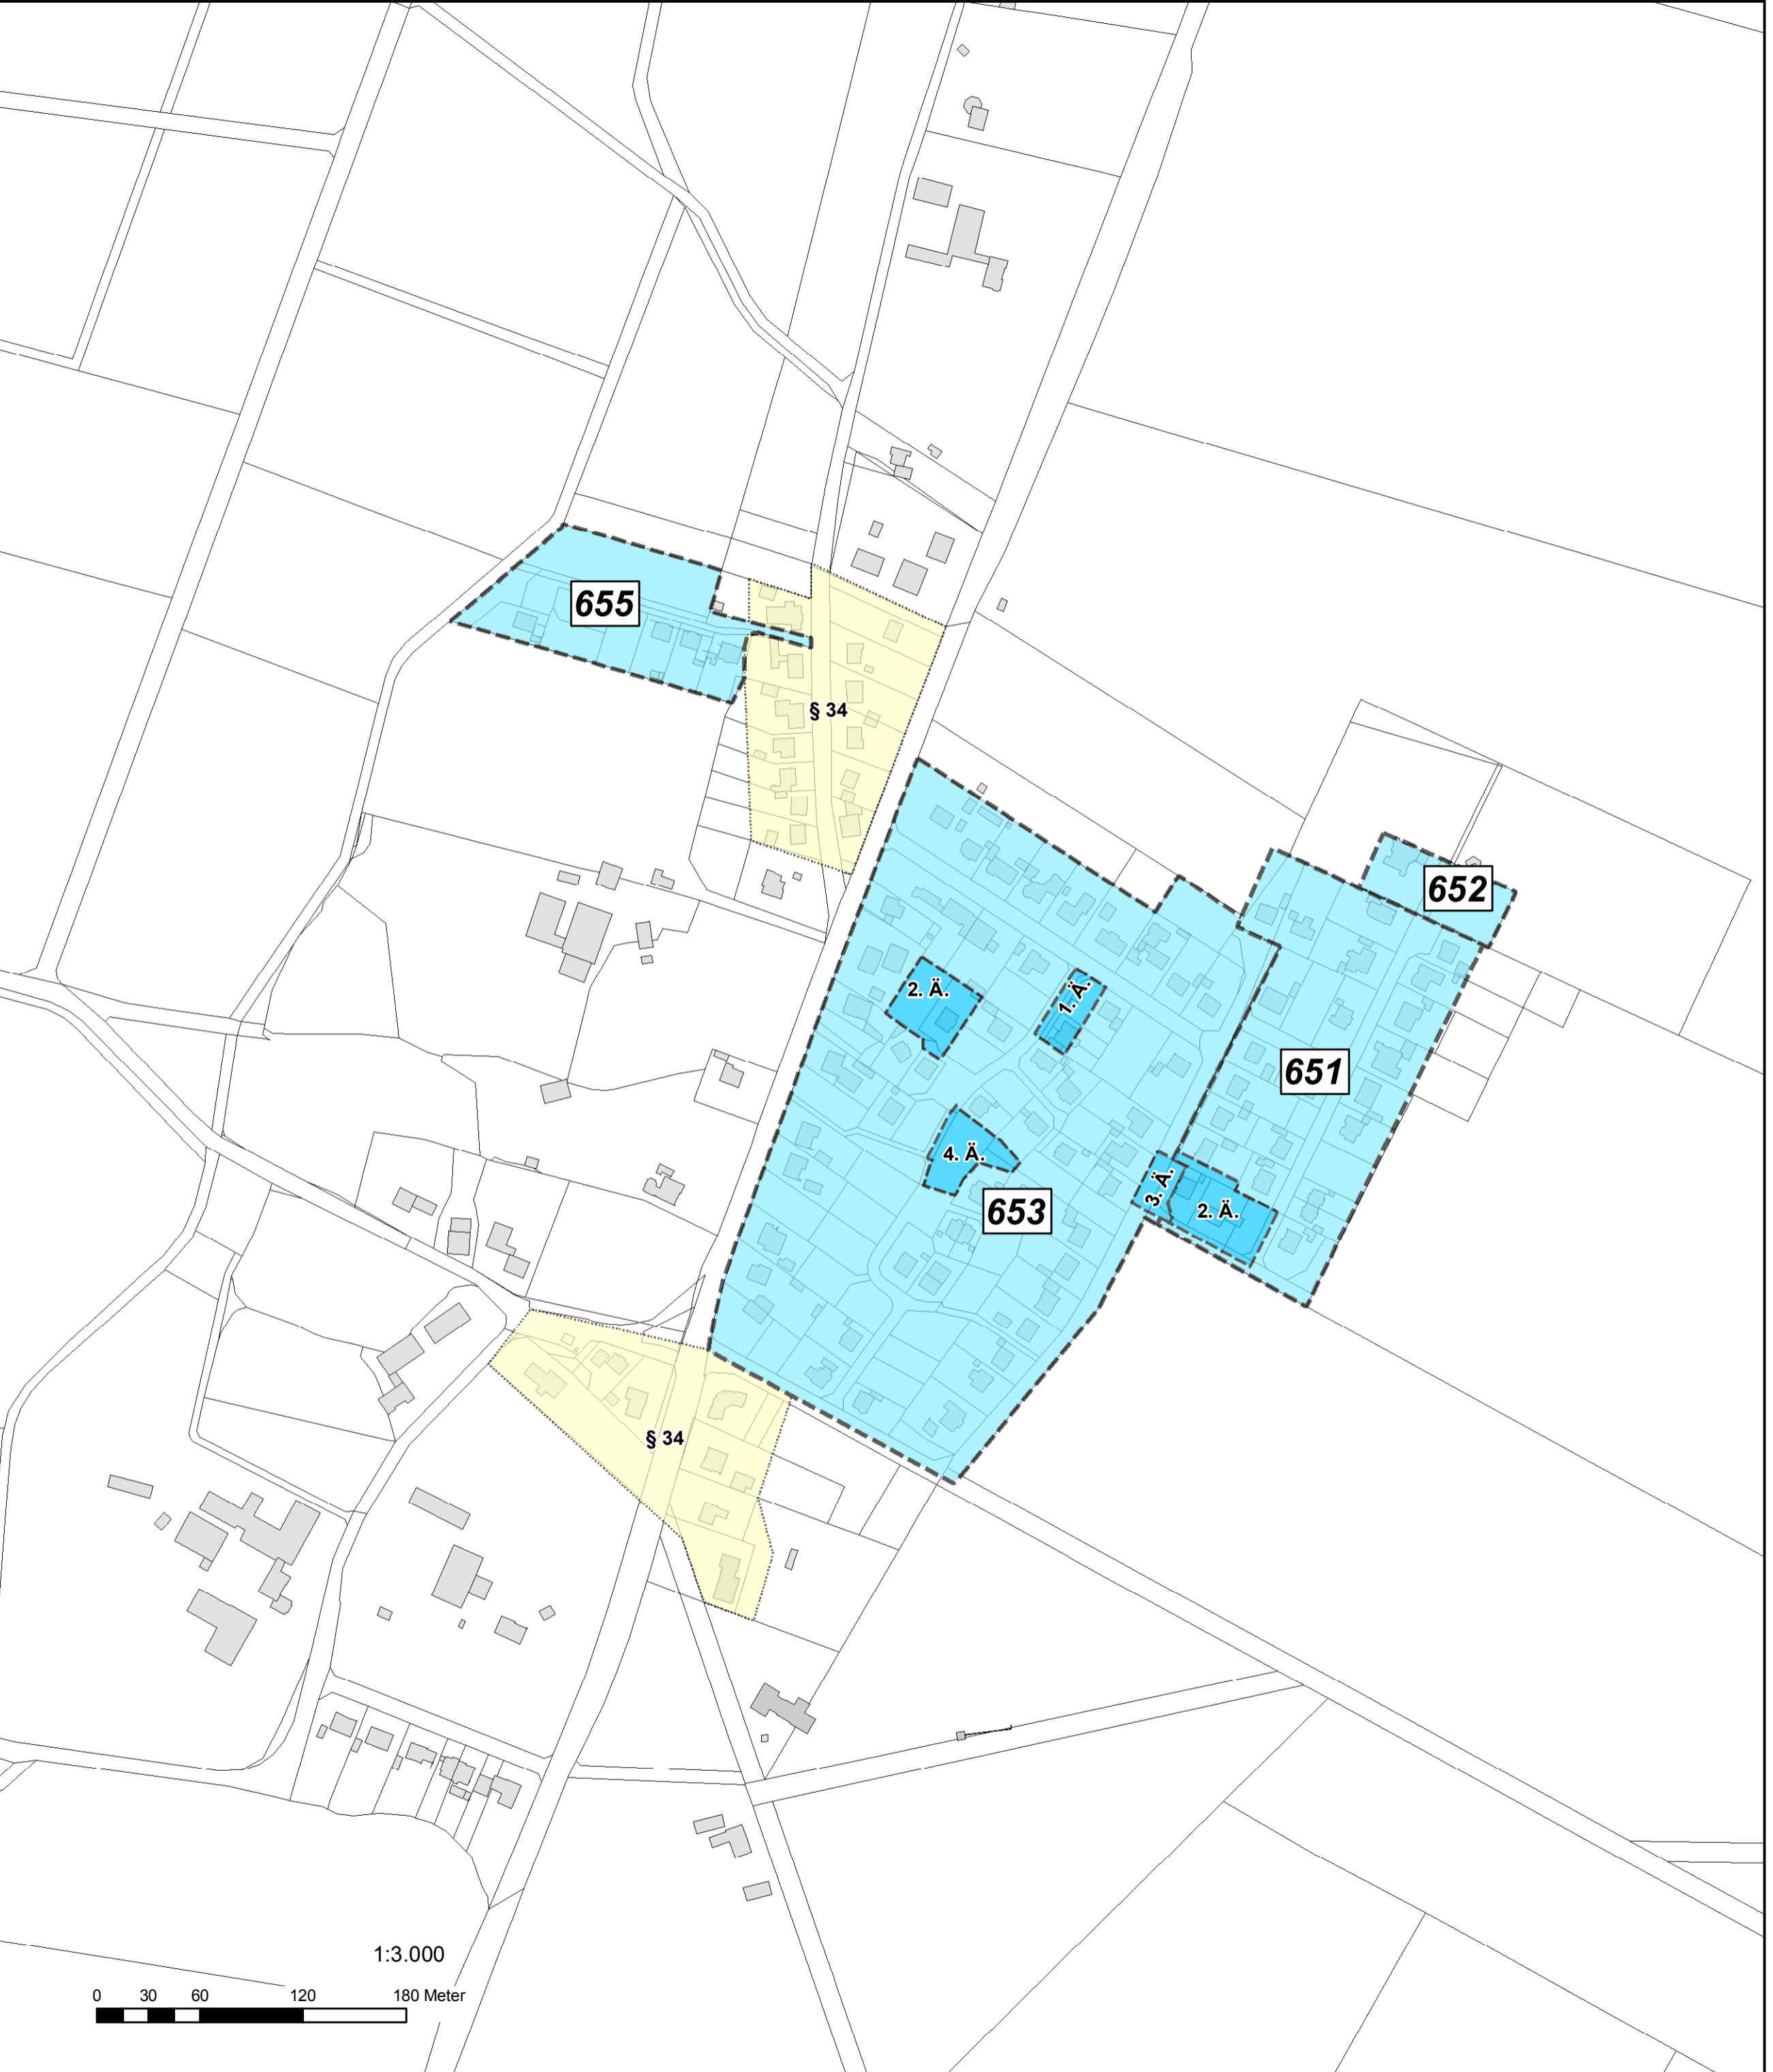 655
§ 34
652
2. Ä.
1. Ä.
651
4. Ä.
3. Ä.
2. Ä.
653
§ 34
1:3.000
0 30 60 120 180 Meter